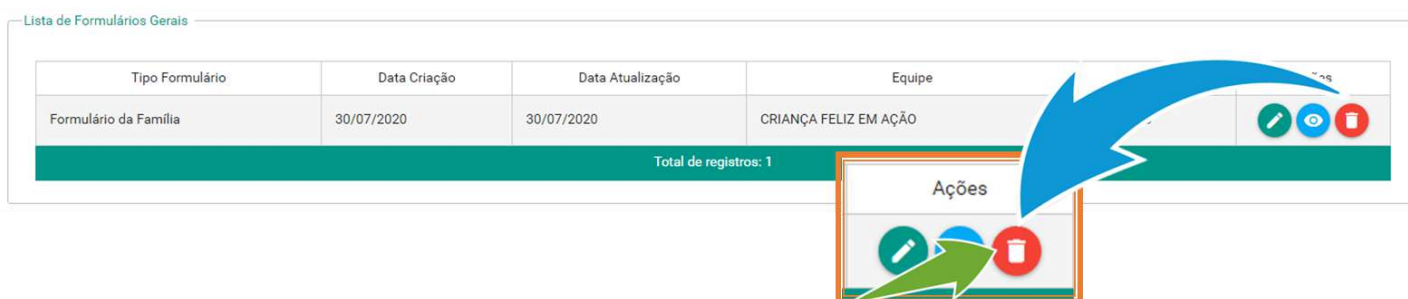 Lista de Formulários Gerais
Tipo Formulário Data Criação Data Atualização Equipe
Formulário da Família 30/07/2020 30/07/2020 CRIANÇA FELIZ EM AÇÃO
Total de registros: 1
Ações